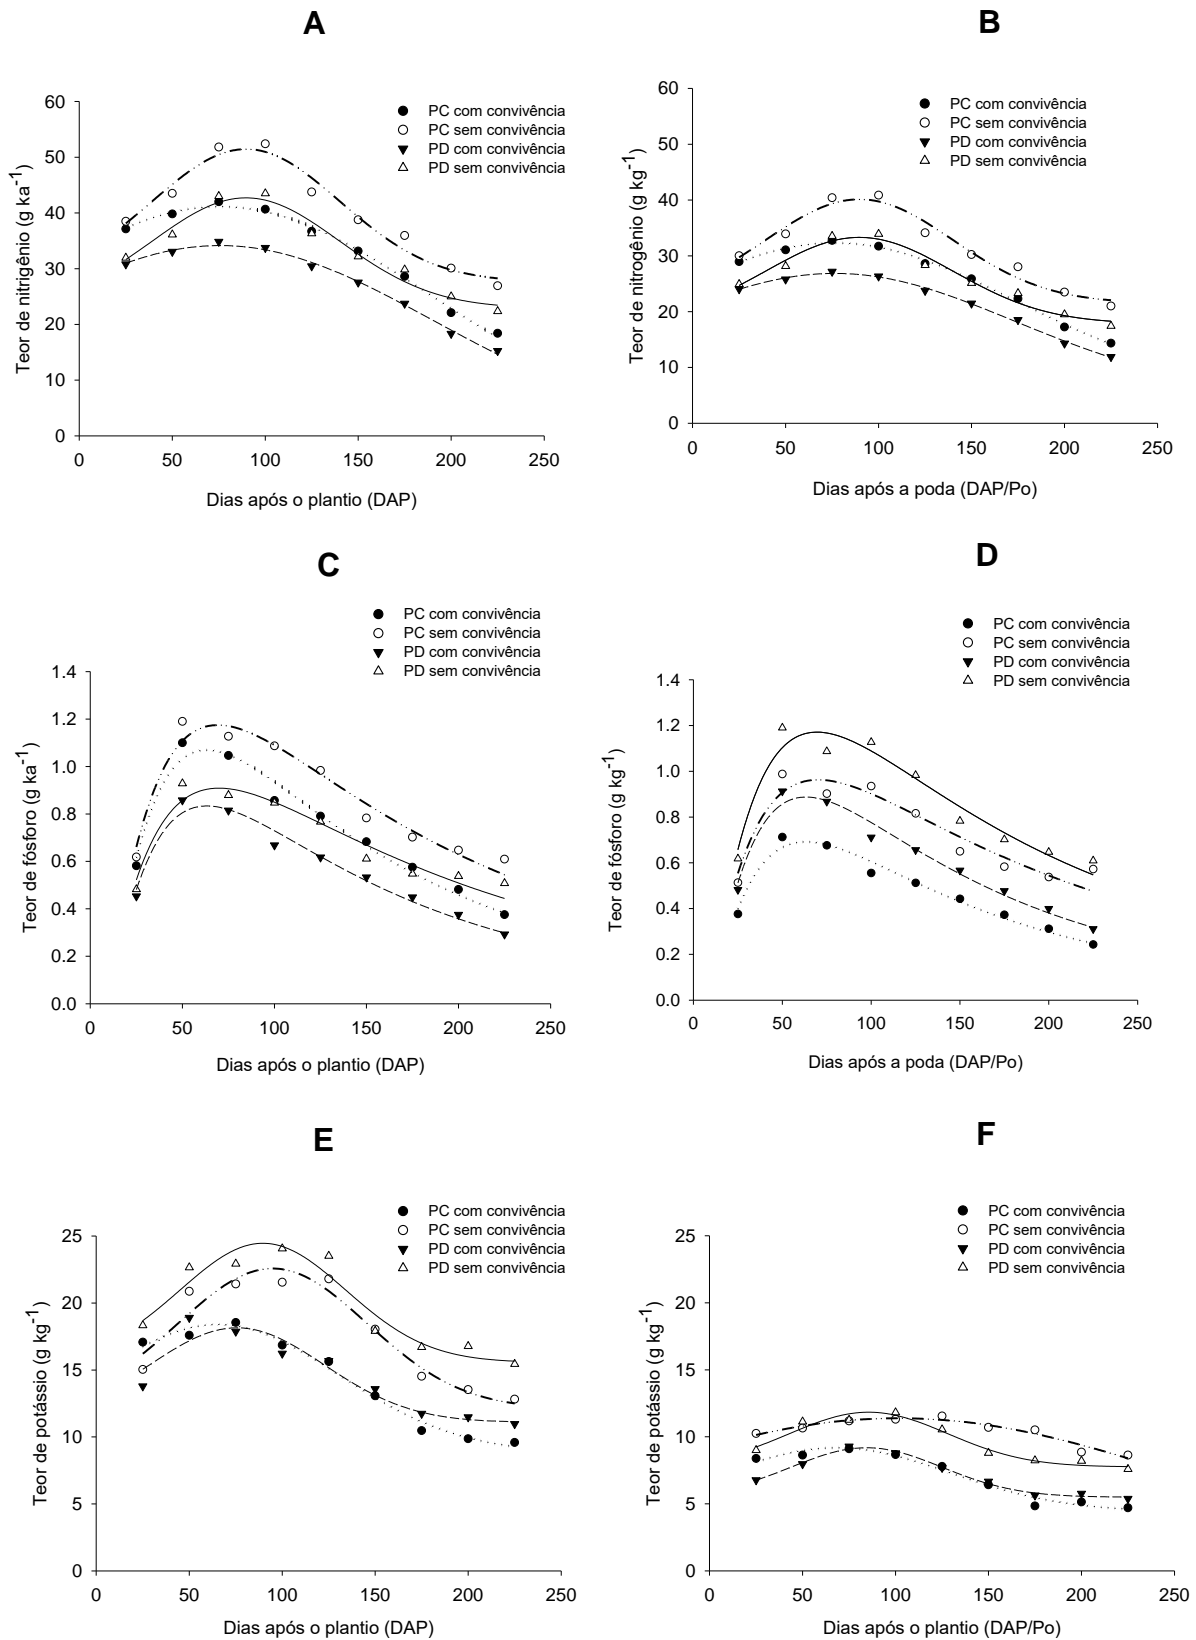 A
60
50
40
30
20
10
0
0 50 100 150 200 250
Teor de nitrigênio (g ka-1)
Dias após o plantio (DAP)
PC com convivência
PC sem convivência
PD com convivência
PD sem convivência
B
60
50
40
30
20
10
0
0 50 100 150 200 250
Teor de nitrogênio (g kg-1)
Dias após a poda (DAP/Po)
PC com convivência
PC sem convivência
PD com convivência
PD sem convivência
C
1.4
1.2
1.0
0.8
0.6
0.4
0.2
0.0
0 50 100 150 200 250
Teor de fósforo (g ka-1)
Dias após o plantio (DAP)
PC com convivência
PC sem convivência
PD com convivência
PD sem convivência
D
1.4
1.2
1.0
0.8
0.6
0.4
0.2
0.0
0 50 100 150 200 250
Teor de fósforo (g kg-1)
Dias após a poda (DAP/Po)
PC com convivência
PC sem convivência
PD com convivência
PD sem convivência
E
25
20
15
10
5
0
0 50 100 150 200 250
Teor de potássio (g kg-1)
Dias após o plantio (DAP)
PC com convivência
PC sem convivência
PD com convivência
PD sem convivência
F
25
20
15
10
5
0
0 50 100 150 200 250
Teor de potássio (g kg-1)
Dias após o plantio (DAP/Po)
PC com convivência
PC sem convivência
PD com convivência
PD sem convivência